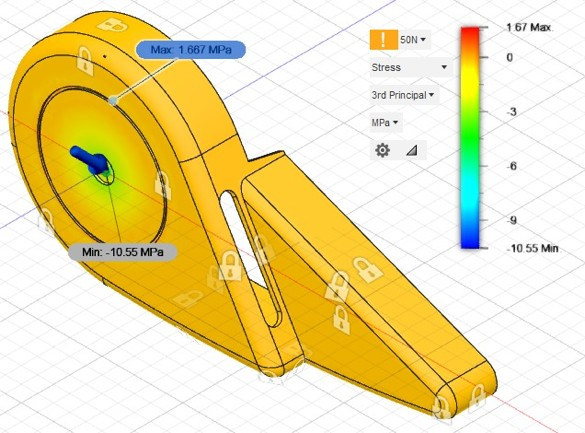 Max: 1.667 MPa
Min: -10.55 MPa
50N
Stress
3rd Principal
MPa
1.67 Max
0
-3
-6
-9
-10.55 Min